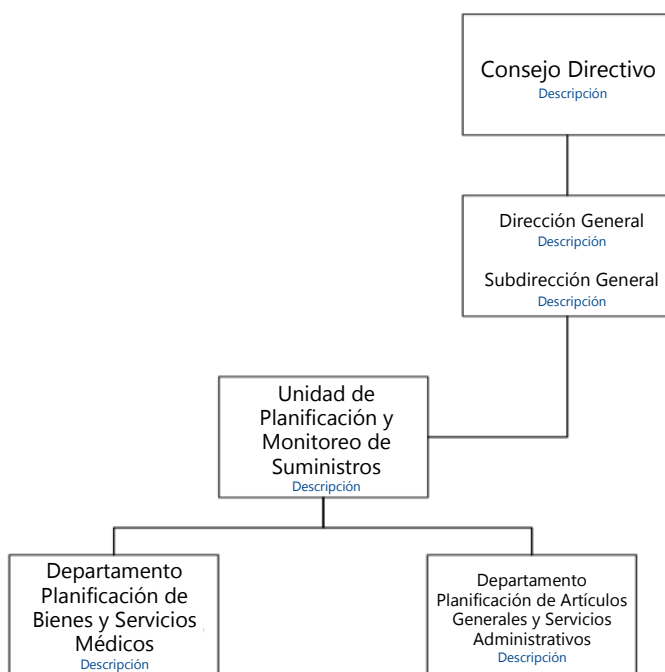 Consejo Directivo
Descripción
Dirección General
Descripción
Subdirección General
Descripción
Unidad de
Planificación y
Monitoreo de
Suministros
Descripción
Departamento
Planificación de
Bienes y Servicios
Médicos
Descripción
Departamento
Planificación de Artículos
Generales y Servicios
Administrativos
Descripción